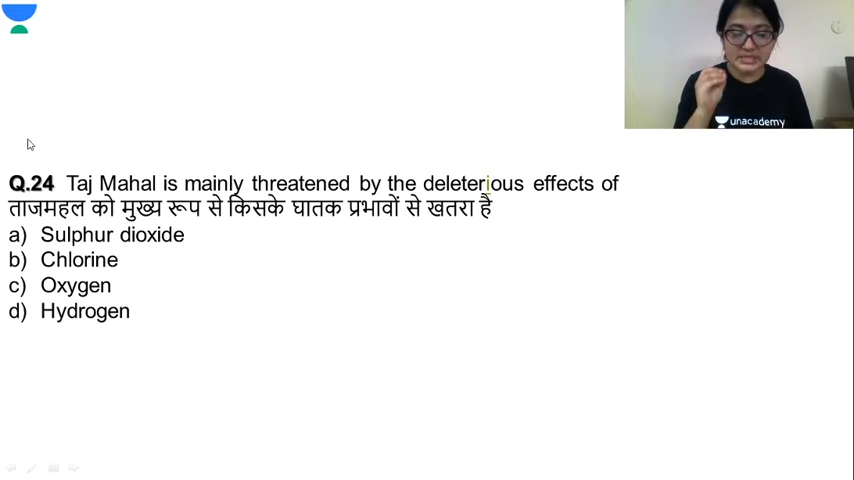 unacademy
Q.24 Taj Mahal is mainly threatened by the deleterious effects of
ताजमहल को मुख्य रूप से किसके घातक प्रभावों से खतरा है
a) Sulphur dioxide
b) Chlorine
c) Oxygen
d) Hydrogen